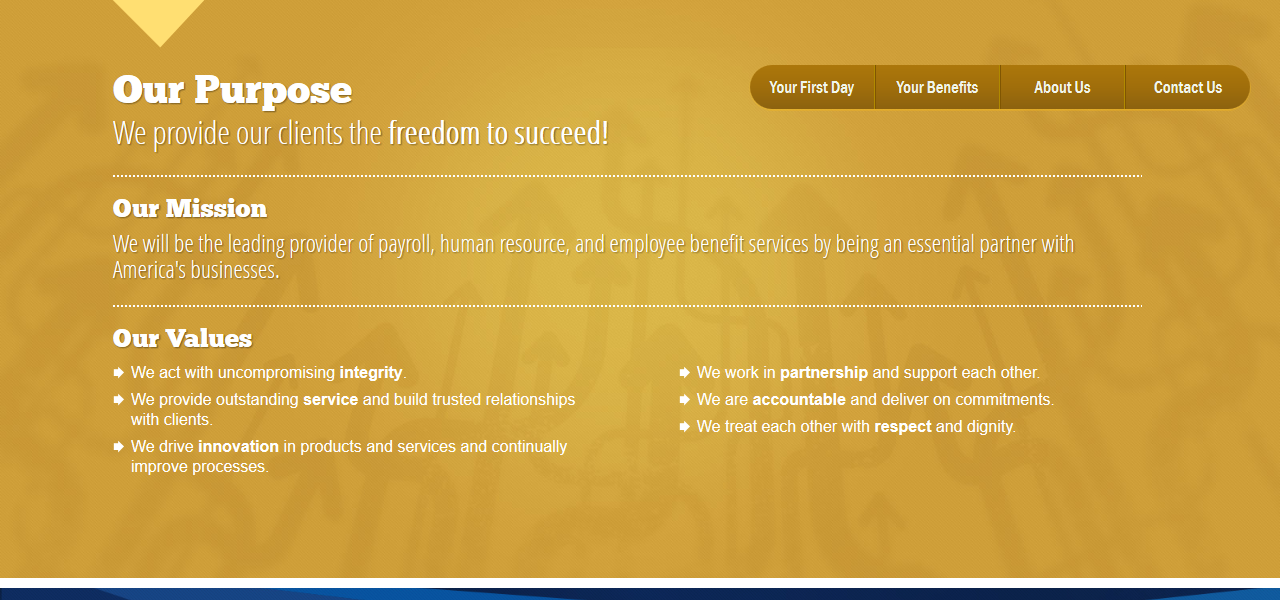 Our Purpose
Your First Day
Your Benefits
About Us
Contact Us
We provide our clients the freedom to succeed!
Our Mission
We will be the leading provider of payroll, human resource, and employee benefit services by being an essential partner with
America's businesses.
Our Values
We act with uncompromising integrity.
We provide outstanding service and build trusted relationships
with clients.
We drive innovation in products and services and continually
improve processes.
We work in partnership and support each other.
We are accountable and deliver on commitments.
We treat each other with respect and dignity.